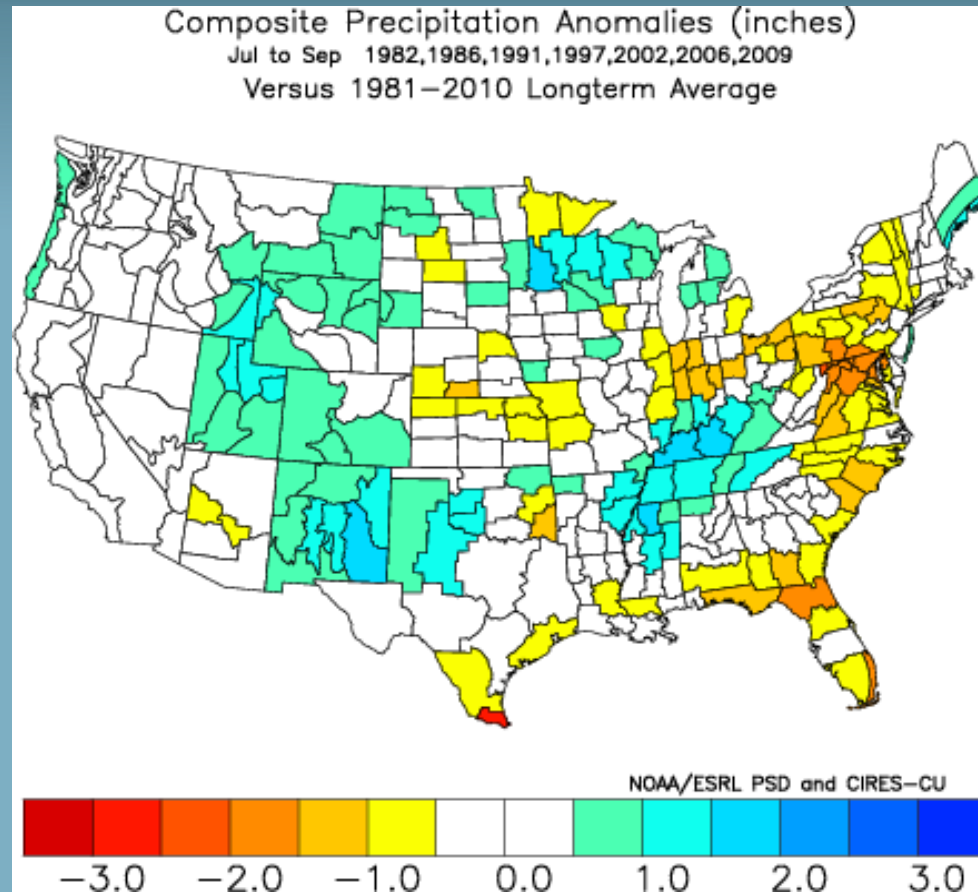 Composite Precipitation Anomalies (inches)
Jul to Sep 1982,1986,1991,1997,2002,2006,2009
Versus 1981-2010 Longterm Average
NOAA/ESRL PSD and CIRES-CU
-3.0 -2.0 -1.0 0.0 1.0 2.0 3.0